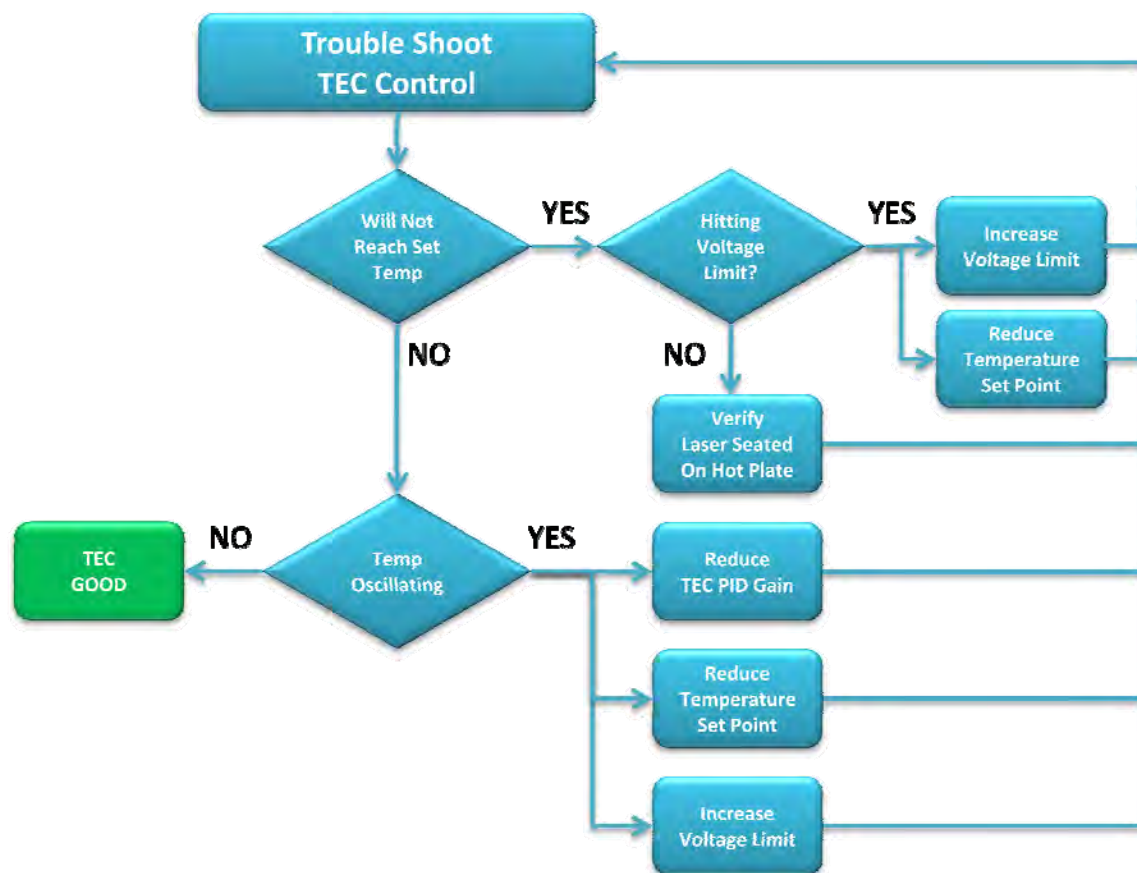 Trouble Shoot
TEC Control
Will Not
Reach Set
Temp
YES
Hitting
Voltage
Limit?
YES
Increase
Voltage Limit
Reduce
Temperature
Set Point
NO
NO
Verify
Laser Seated
On Hot Plate
TEC
GOOD
NO
Temp
Oscillating
YES
Reduce
TEC PID Gain
Reduce
Temperature
Set Point
Increase
Voltage Limit